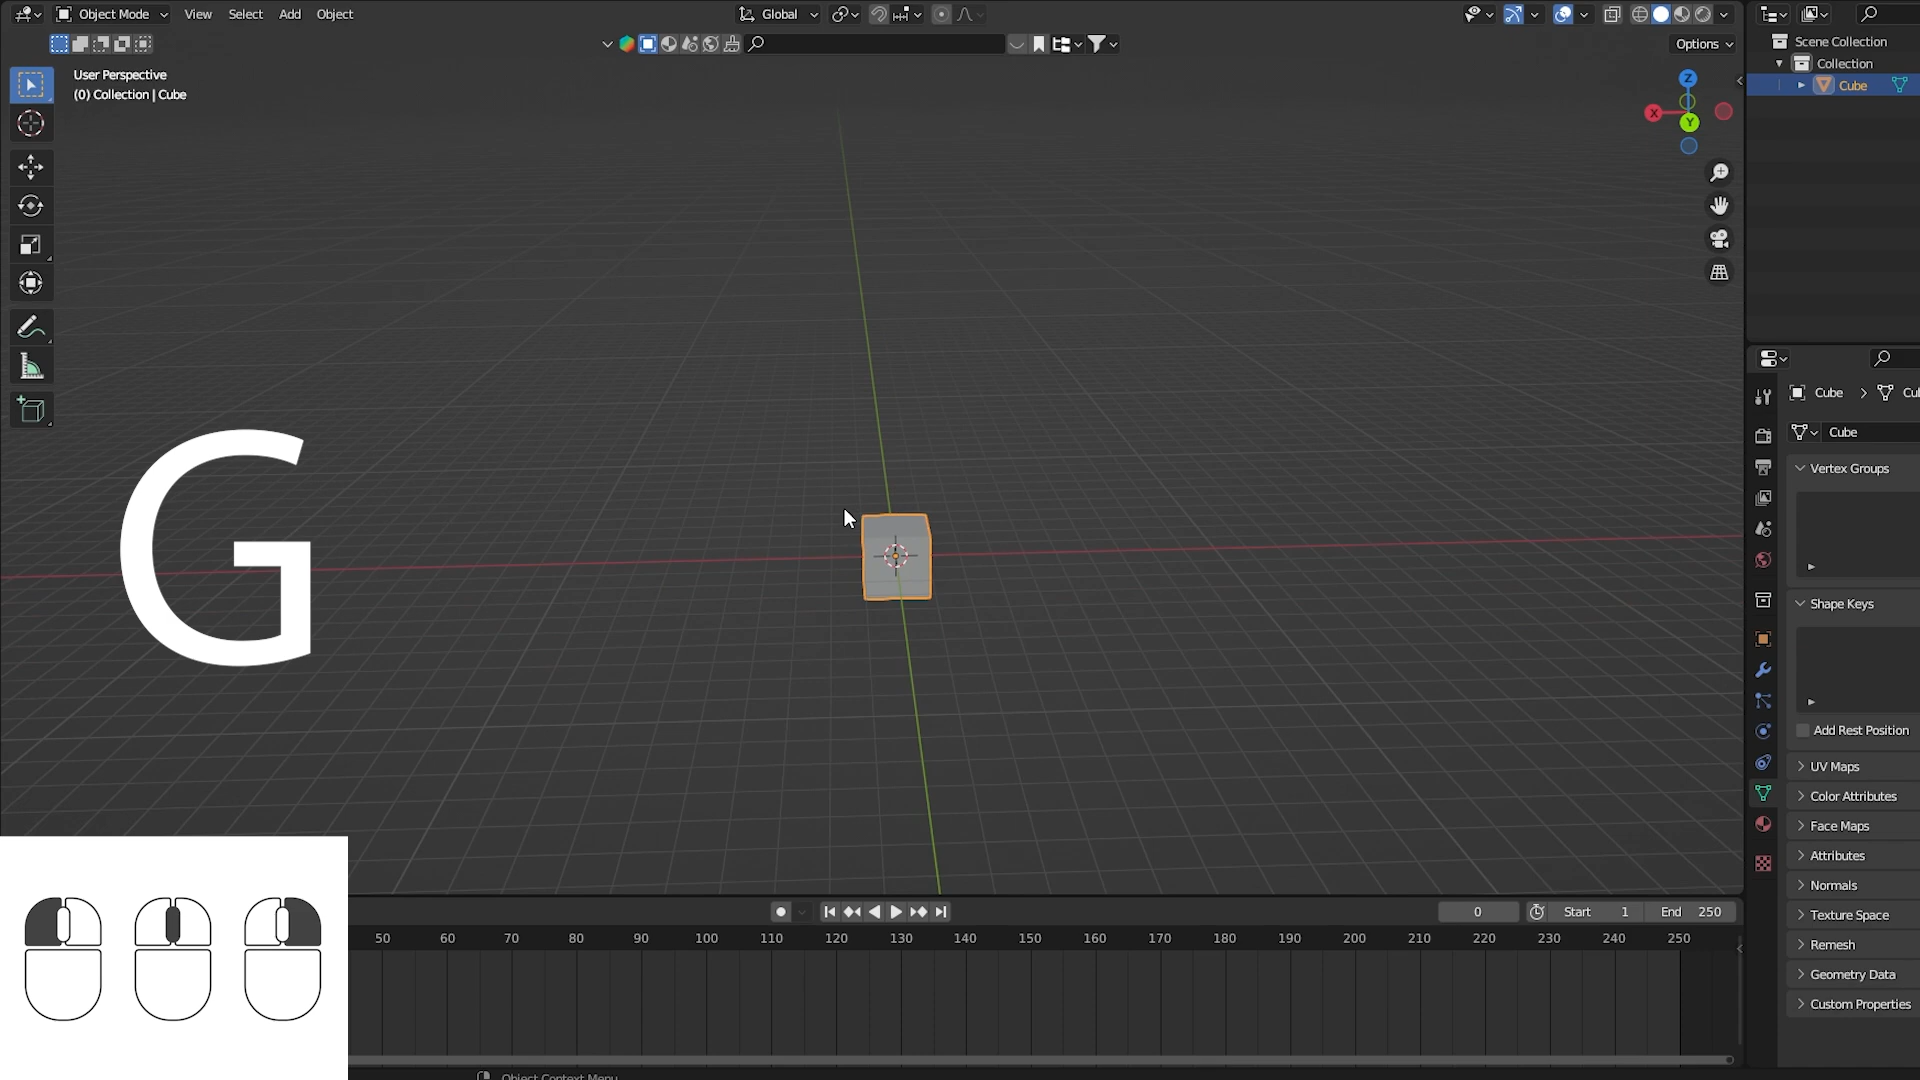 Object Mode View Select Add Object Global
Options
User Perspective
(0) Collection | Cube
Z
X
Y
Scene Collection
Collection
Cube
Cube
Cube
Vertex Groups
Shape Keys
Add Rest Position
UV Maps
Color Attributes
Face Maps
Attributes
Normals
Texture Space
Remesh
Geometry Data
Custom Properties
G
0 Start 1 End 250
50 60 70 80 90 100 110 120 130 140 150 160 170 180 190 200 210 220 230 240 250
Object Context Menu